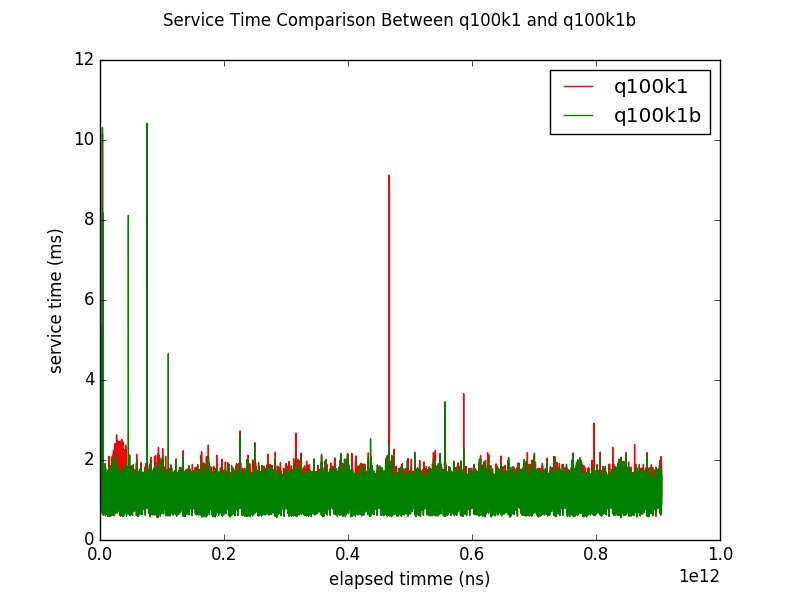 Service Time Comparison Between q100k1 and q100k1b
q100k1
q100k1b
12
10
8
6
4
2
0
service time (ms)
0.0 0.2 0.4 0.6 0.8 1.0
1e12
elapsed timme (ns)